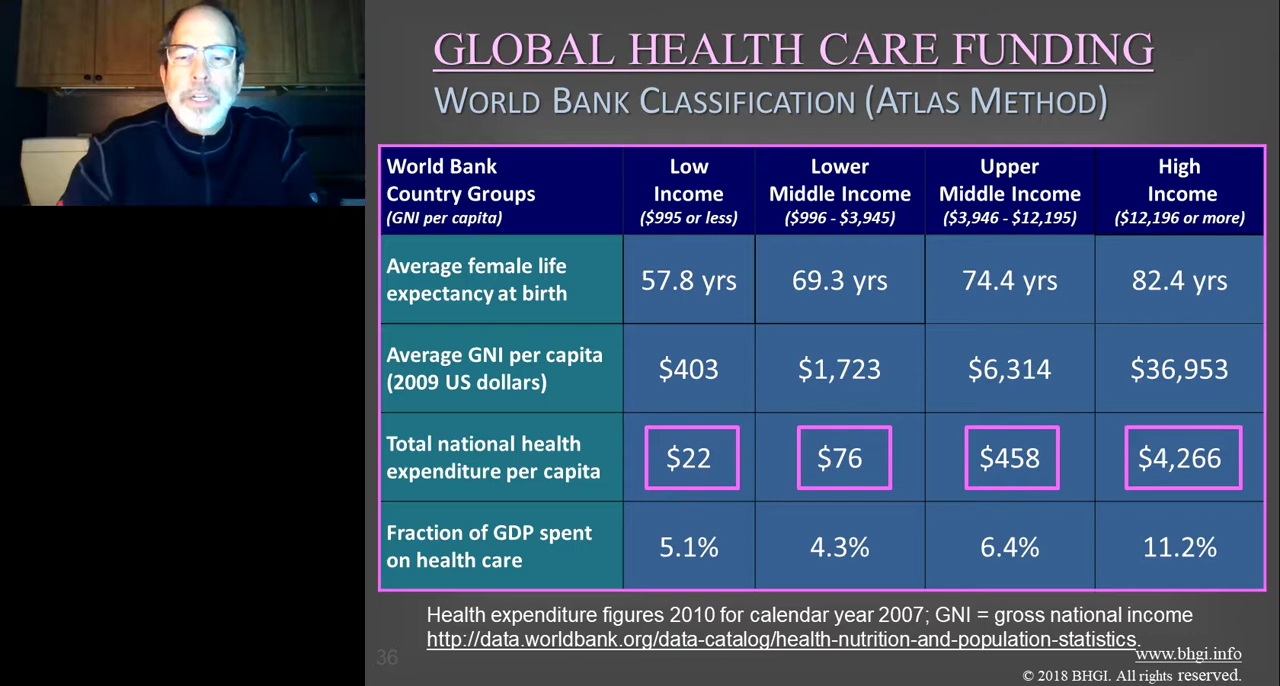 GLOBAL HEALTH CARE FUNDING
WORLD BANK CLASSIFICATION (ATLAS METHOD)
World Bank
Country Groups
(GNI per capita)
Low
Income
($995 or less)
Lower
Middle Income
($996 - $3,945)
Upper
Middle Income
($3,946 - $12,195)
High
Income
($12,196 or more)
Average female life
expectancy at birth
57.8 yrs
69.3 yrs
74.4 yrs
82.4 yrs
Average GNI per capita
(2009 US dollars)
$403
$1,723
$6,314
$36,953
Total national health
expenditure per capita
$22
$76
$458
$4,266
Fraction of GDP spent
on health care
5.1%
4.3%
6.4%
11.2%
Health expenditure figures 2010 for calendar year 2007; GNI = gross national income
http://data.worldbank.org/data-catalog/health-nutrition-and-population-statistics.
36
www.bhgi.info
© 2018 BHGI. All rights reserved.